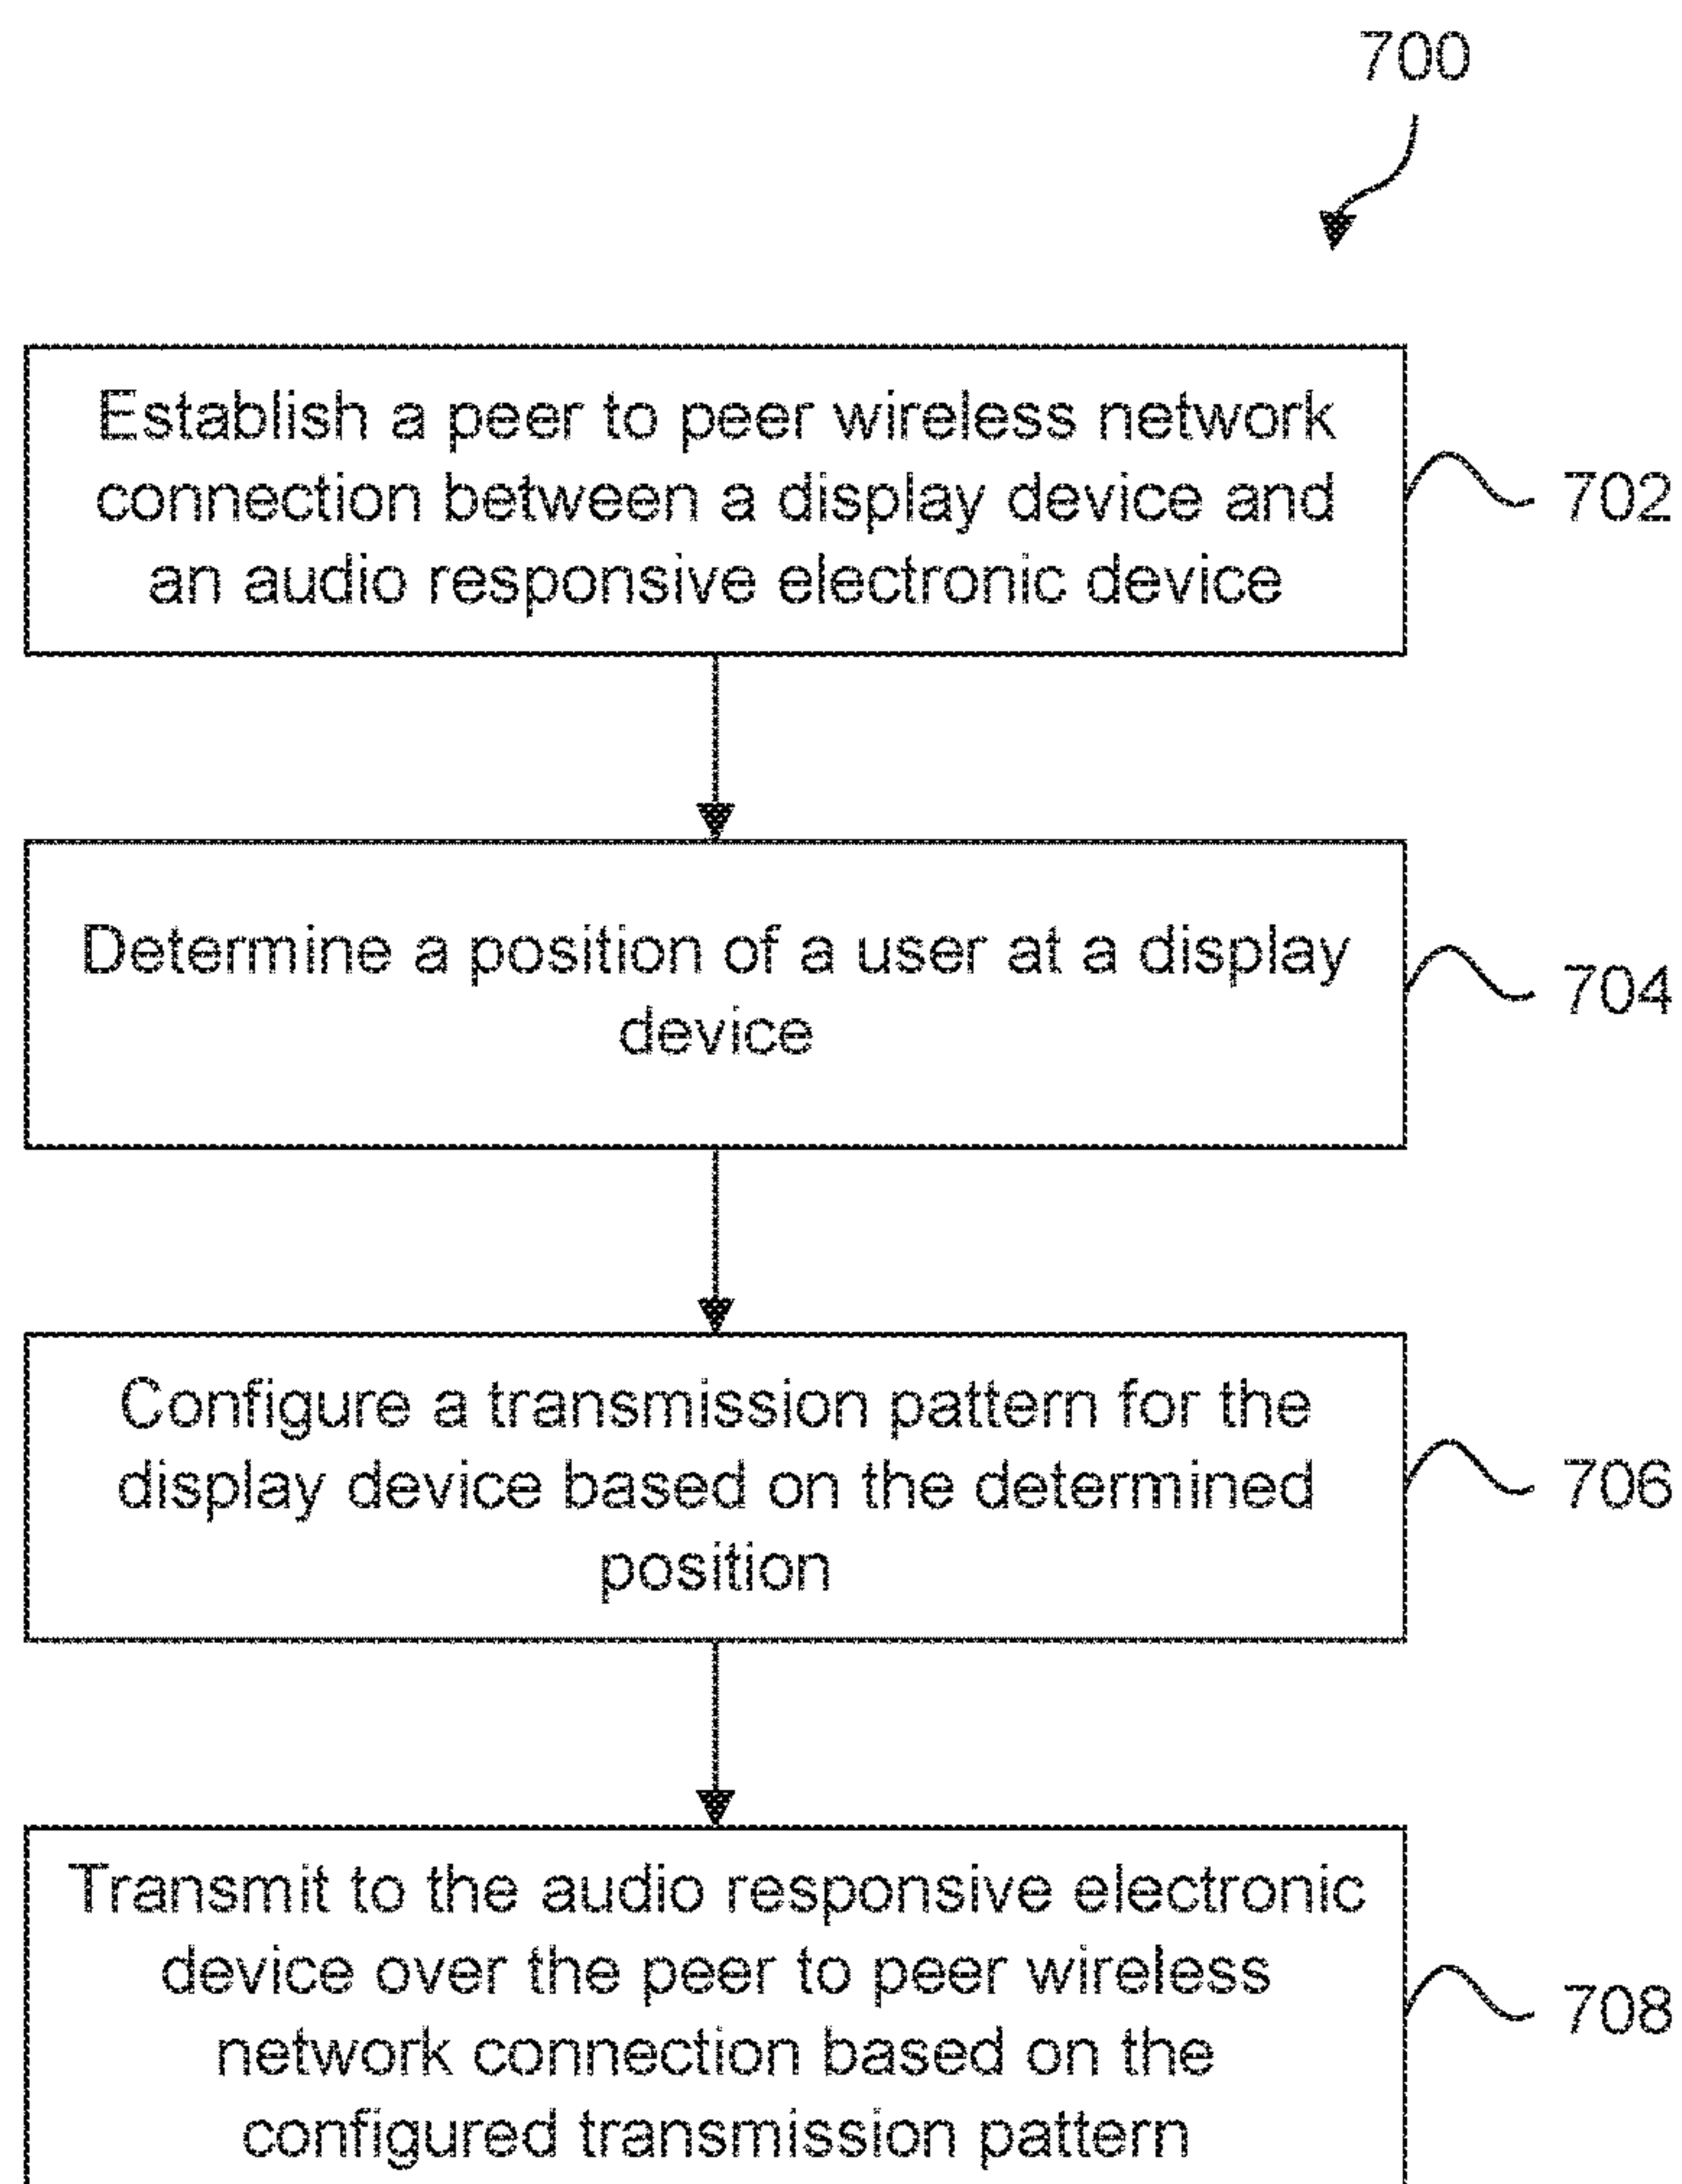 700
Establish a peer to peer wireless network
connection between a display device and
an audio responsive electronic device
702
Determine a position of a user at a display
device
704
Configure a transmission pattern for the
display device based on the determined
position
706
Transmit to the audio responsive electronic
device over the peer to peer wireless
network connection based on the
configured transmission pattern
708